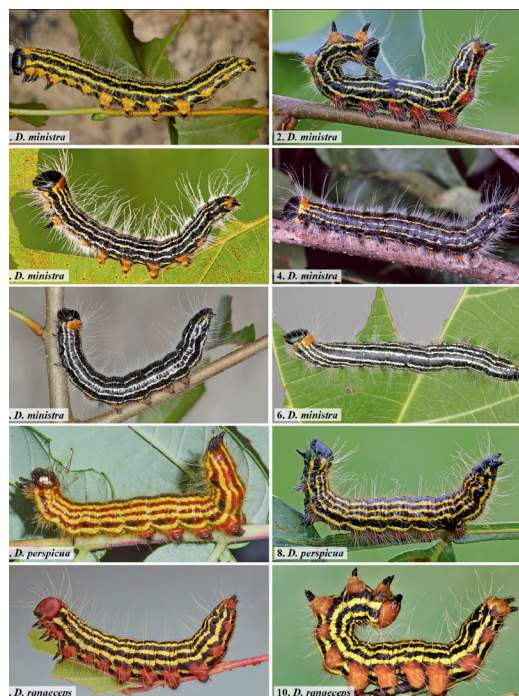 . D. ministra
2. D. ministra
. D. ministra
4. D. ministra
. D. ministra
6. D. ministra
. D. perspicua
8. D. perspicua
. D. ranaeceps
10. D. ranaeceps